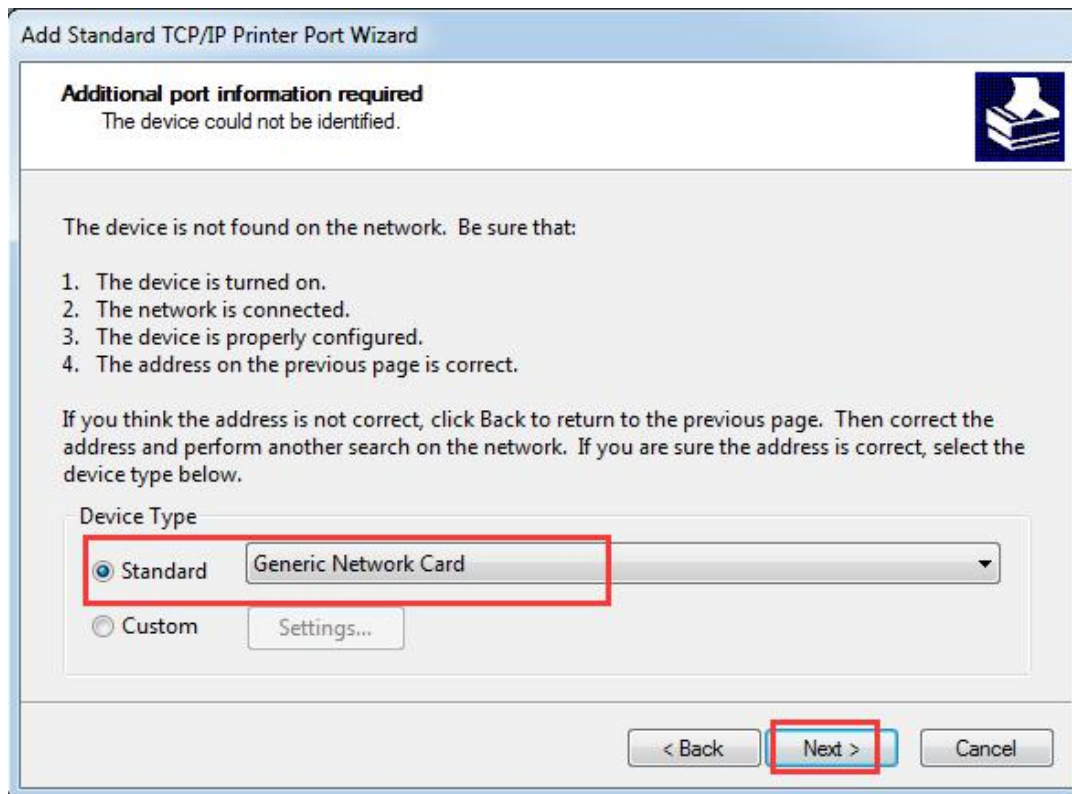 Add Standard TCP/IP Printer Port Wizard
Additional port information required
The device could not be identified.
The device is not found on the network.  Be sure that:
1.  The device is turned on.
2.  The network is connected.
3.  The device is properly configured.
4.  The address on the previous page is correct.
If you think the address is not correct, click Back to return to the previous page.  Then correct the
address and perform another search on the network.  If you are sure the address is correct, select the
device type below.
Device Type
Standard Generic Network Card
Custom Settings...
< Back Next > Cancel